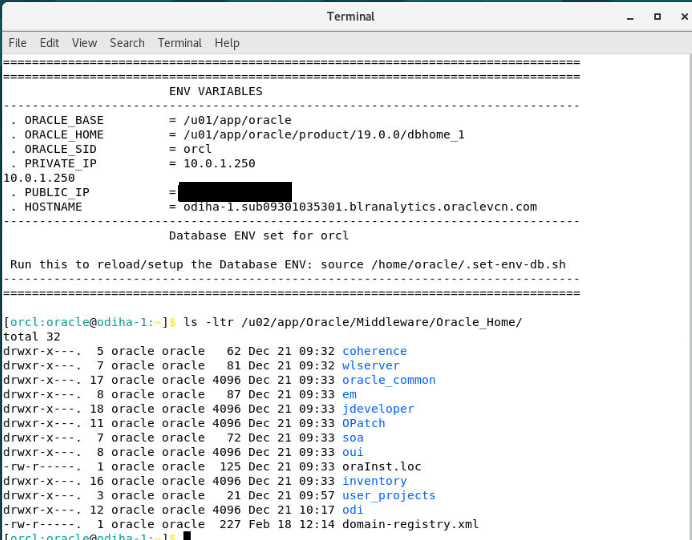 Terminal
File Edit View Search Terminal Help
================================================================================
================================================================================
ENV VARIABLES
--------------------------------------------------------------------------------
. ORACLE_BASE = /u01/app/oracle
. ORACLE_HOME = /u01/app/oracle/product/19.0.0/dbhome_1
. ORACLE_SID = orcl
. PRIVATE_IP = 10.0.1.250
10.0.1.250
. PUBLIC_IP =
. HOSTNAME = odiha-1.sub09301035301.blranalytics.oraclevcn.com
--------------------------------------------------------------------------------
Database ENV set for orcl
Run this to reload/setup the Database ENV: source /home/oracle/.set-env-db.sh
--------------------------------------------------------------------------------
================================================================================
[orcl:oracle@odiha-1:~]$ ls -ltr /u02/app/Oracle/Middleware/Oracle_Home/
total 32
drwxr-x---. 5 oracle oracle 62 Dec 21 09:32 coherence
drwxr-x---. 7 oracle oracle 81 Dec 21 09:32 wlserver
drwxr-x---. 17 oracle oracle 4096 Dec 21 09:33 oracle_common
drwxr-x---. 8 oracle oracle 87 Dec 21 09:33 em
drwxr-x---. 18 oracle oracle 4096 Dec 21 09:33 jdeveloper
drwxr-x---. 11 oracle oracle 4096 Dec 21 09:33 OPatch
drwxr-x---. 7 oracle oracle 72 Dec 21 09:33 soa
drwxr-x---. 8 oracle oracle 4096 Dec 21 09:33 oui
-rw-r-----. 1 oracle oracle 125 Dec 21 09:33 oraInst.loc
drwxr-x---. 16 oracle oracle 4096 Dec 21 09:33 inventory
drwxr-x---. 3 oracle oracle 21 Dec 21 09:57 user_projects
drwxr-x---. 12 oracle oracle 4096 Dec 21 10:17 odi
-rw-r-----. 1 oracle oracle 227 Feb 18 12:14 domain-registry.xml
[orcl:oracle@odiha-1:~]$